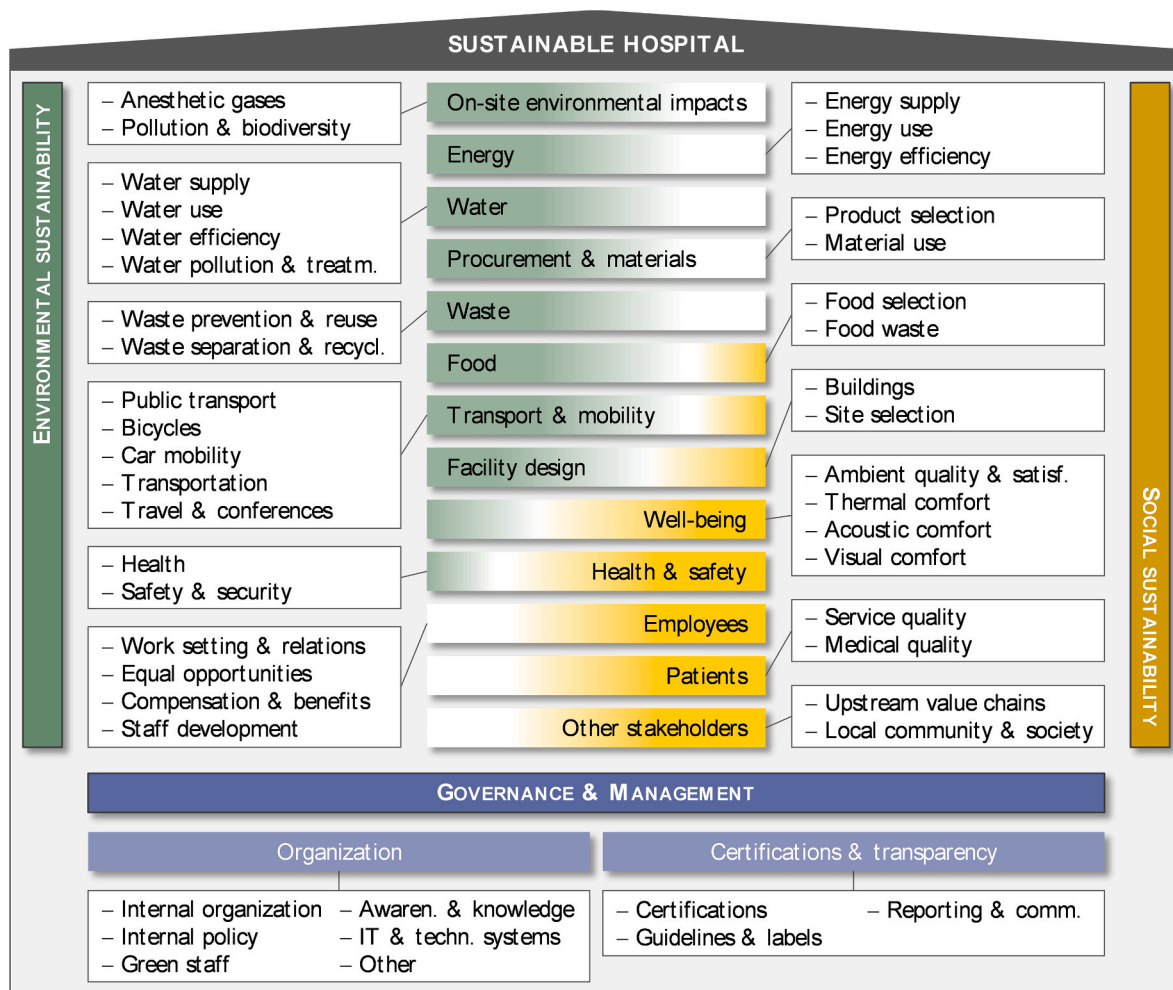 SUSTAINABLE HOSPITAL
ENVIRONMENTAL SUSTAINABILITY
– Anesthetic gases
– Pollution & biodiversity
– Water supply
– Water use
– Water efficiency
– Water pollution & treatm.
– Waste prevention & reuse
– Waste separation & recycl.
– Public transport
– Bicycles
– Car mobility
– Transportation
– Travel & conferences
– Health
– Safety & security
– Work setting & relations
– Equal opportunities
– Compensation & benefits
– Staff development
On-site environmental impacts
Energy
Water
Procurement & materials
Waste
Food
Transport & mobility
Facility design
Well-being
Health & safety
Employees
Patients
Other stakeholders
– Energy supply
– Energy use
– Energy efficiency
– Product selection
– Material use
– Food selection
– Food waste
– Buildings
– Site selection
– Ambient quality & satisf.
– Thermal comfort
– Acoustic comfort
– Visual comfort
– Service quality
– Medical quality
– Upstream value chains
– Local community & society
SOCIAL SUSTAINABILITY
GOVERNANCE & MANAGEMENT
Organization
– Internal organization
– Internal policy
– Green staff
– Awaren. & knowledge
– IT & techn. systems
– Other
Certifications & transparency
– Certifications
– Guidelines & labels
– Reporting & comm.